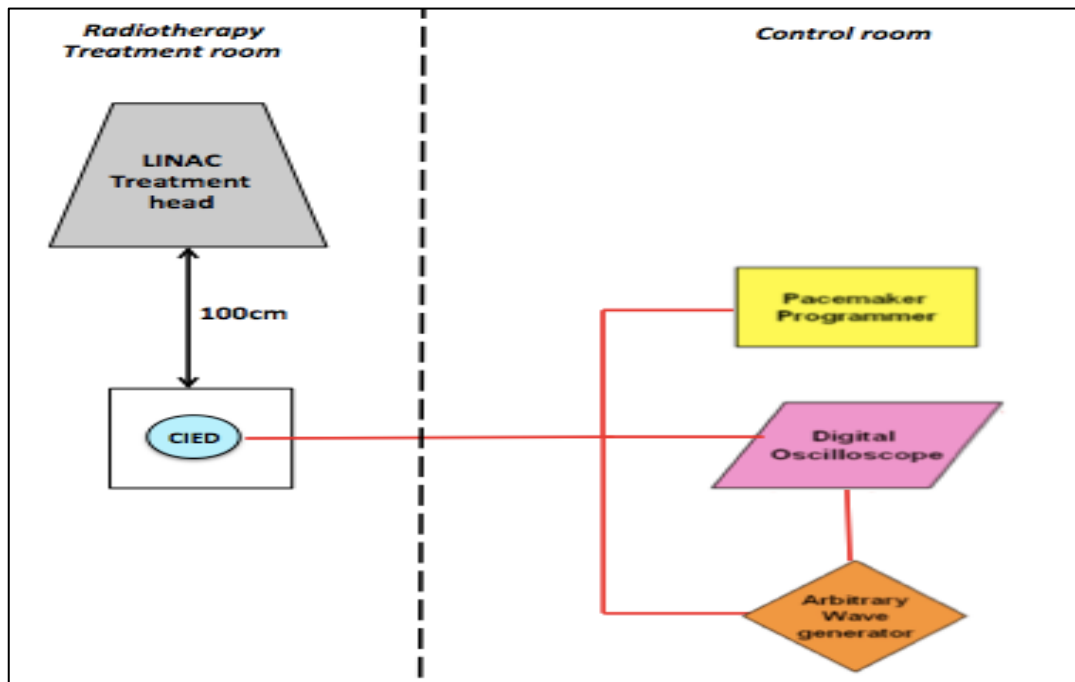 Radiotherapy
Treatment room
Control room
LINAC
Treatment
head
100cm
Pacemaker
Programmer
CIED
Digital
Oscilloscope
Arbitrary
Wave
generator